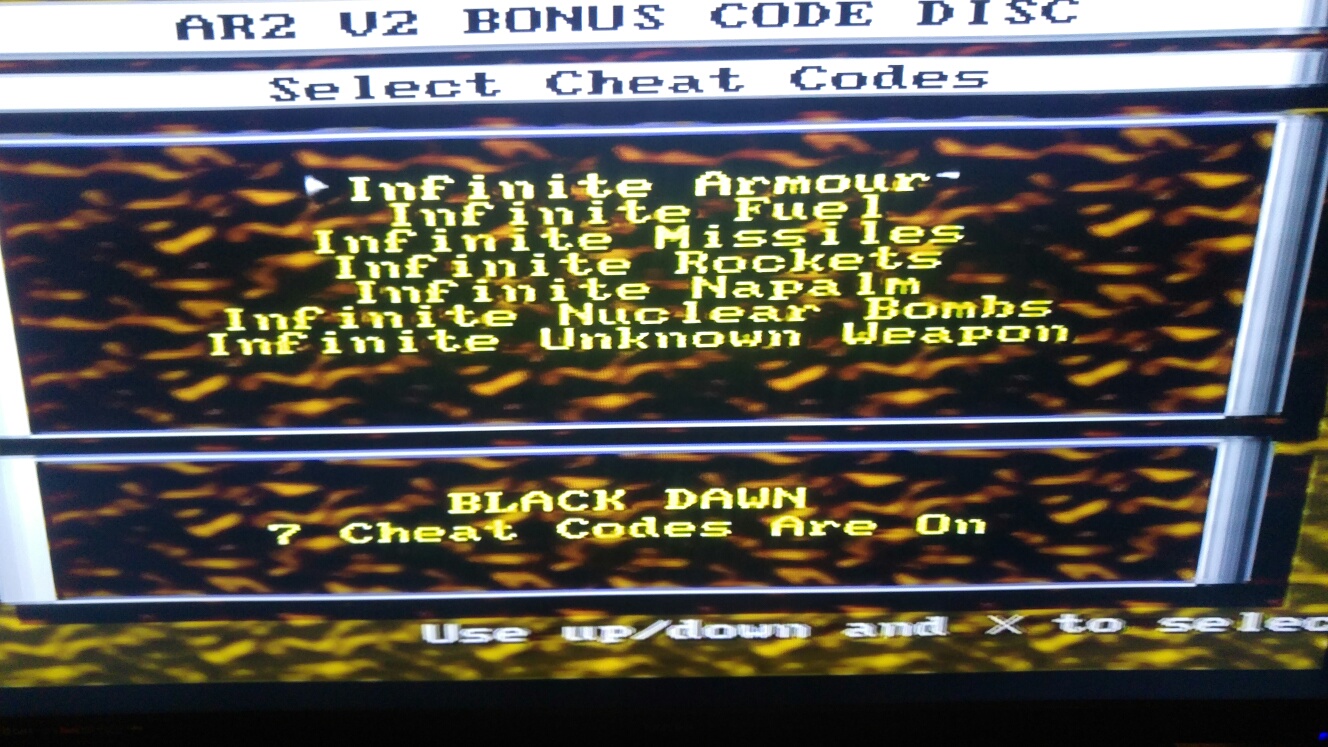 AR2 V2 BONUS CODE DISC
Select Cheat Codes
Infinite Armour
Infinite Fuel
Infinite Missiles
Infinite Rockets
Infinite Napalm
Infinite Nuclear Bombs
Infinite Unknown Weapon
BLACK DAWN
7 Cheat Codes Are On
Use up/down and X to selec